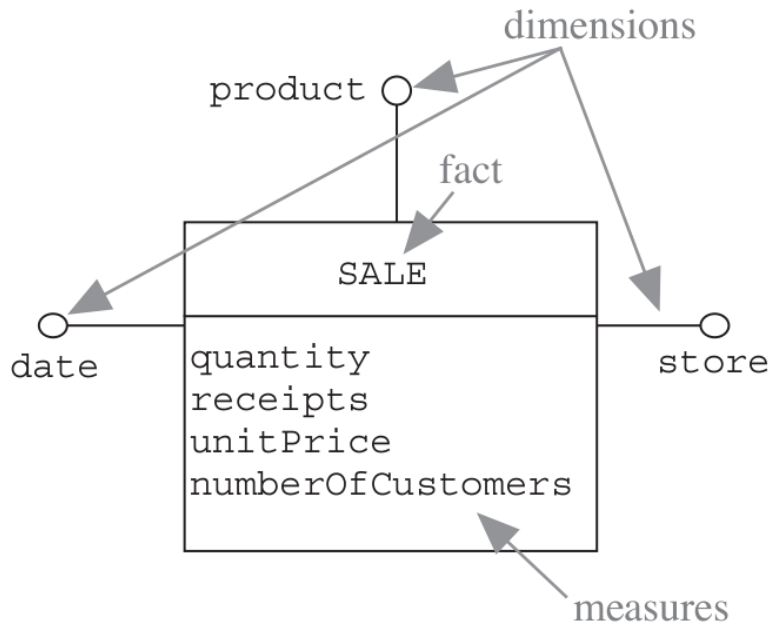 dimensions
product
fact
SALE
date
store
quantity
receipts
unitPrice
numberOfCustomers
measures